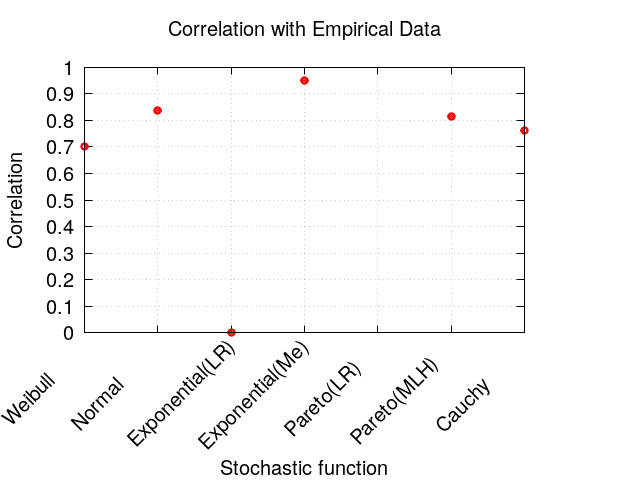 Correlation with Empirical Data
1
0.9
0.8
0.7
0.6
0.5
0.4
0.3
0.2
0.1
0
Correlation
Weibull
Normal
Exponential(LR)
Exponential(Me)
Pareto(LR)
Pareto(MLH)
Cauchy
Stochastic function